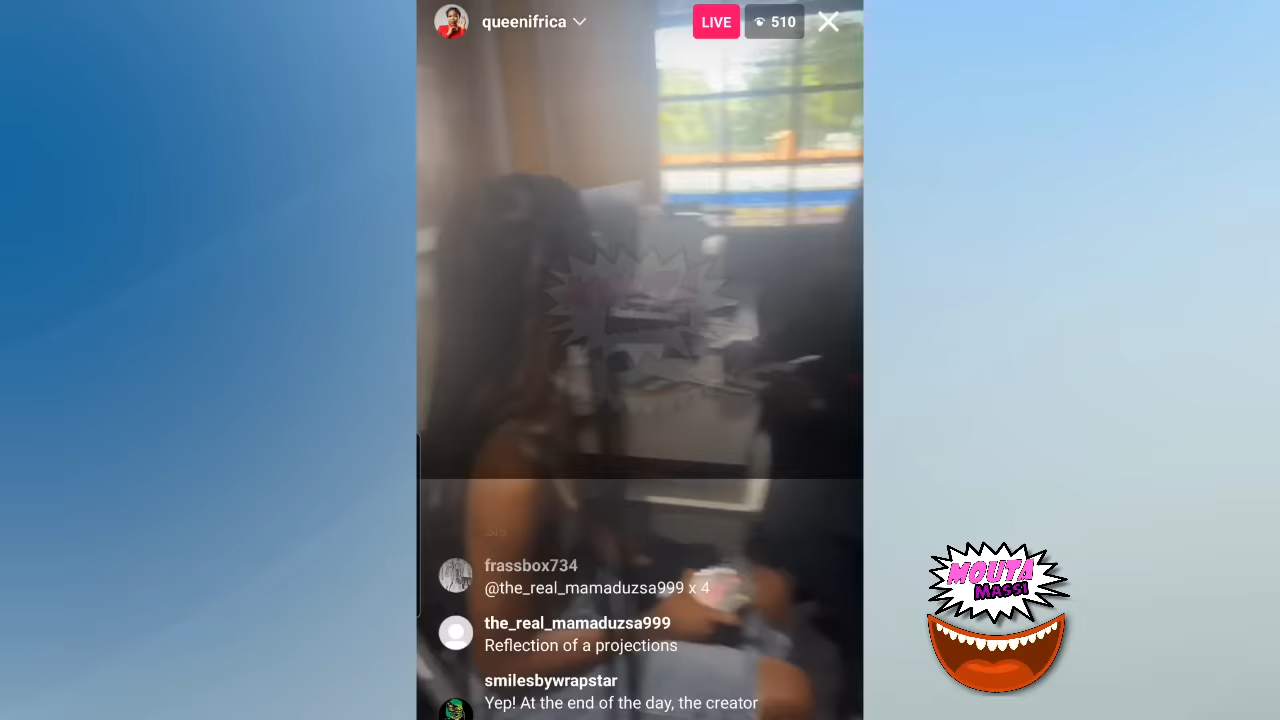 queenifrica
LIVE
510
frassbox734
@the_real_mamaduzsa999 x 4
the_real_mamaduzsa999
Reflection of a projections
smilesbywrapstar
Yep! At the end of the day, the creator
MOUTA
MASSI